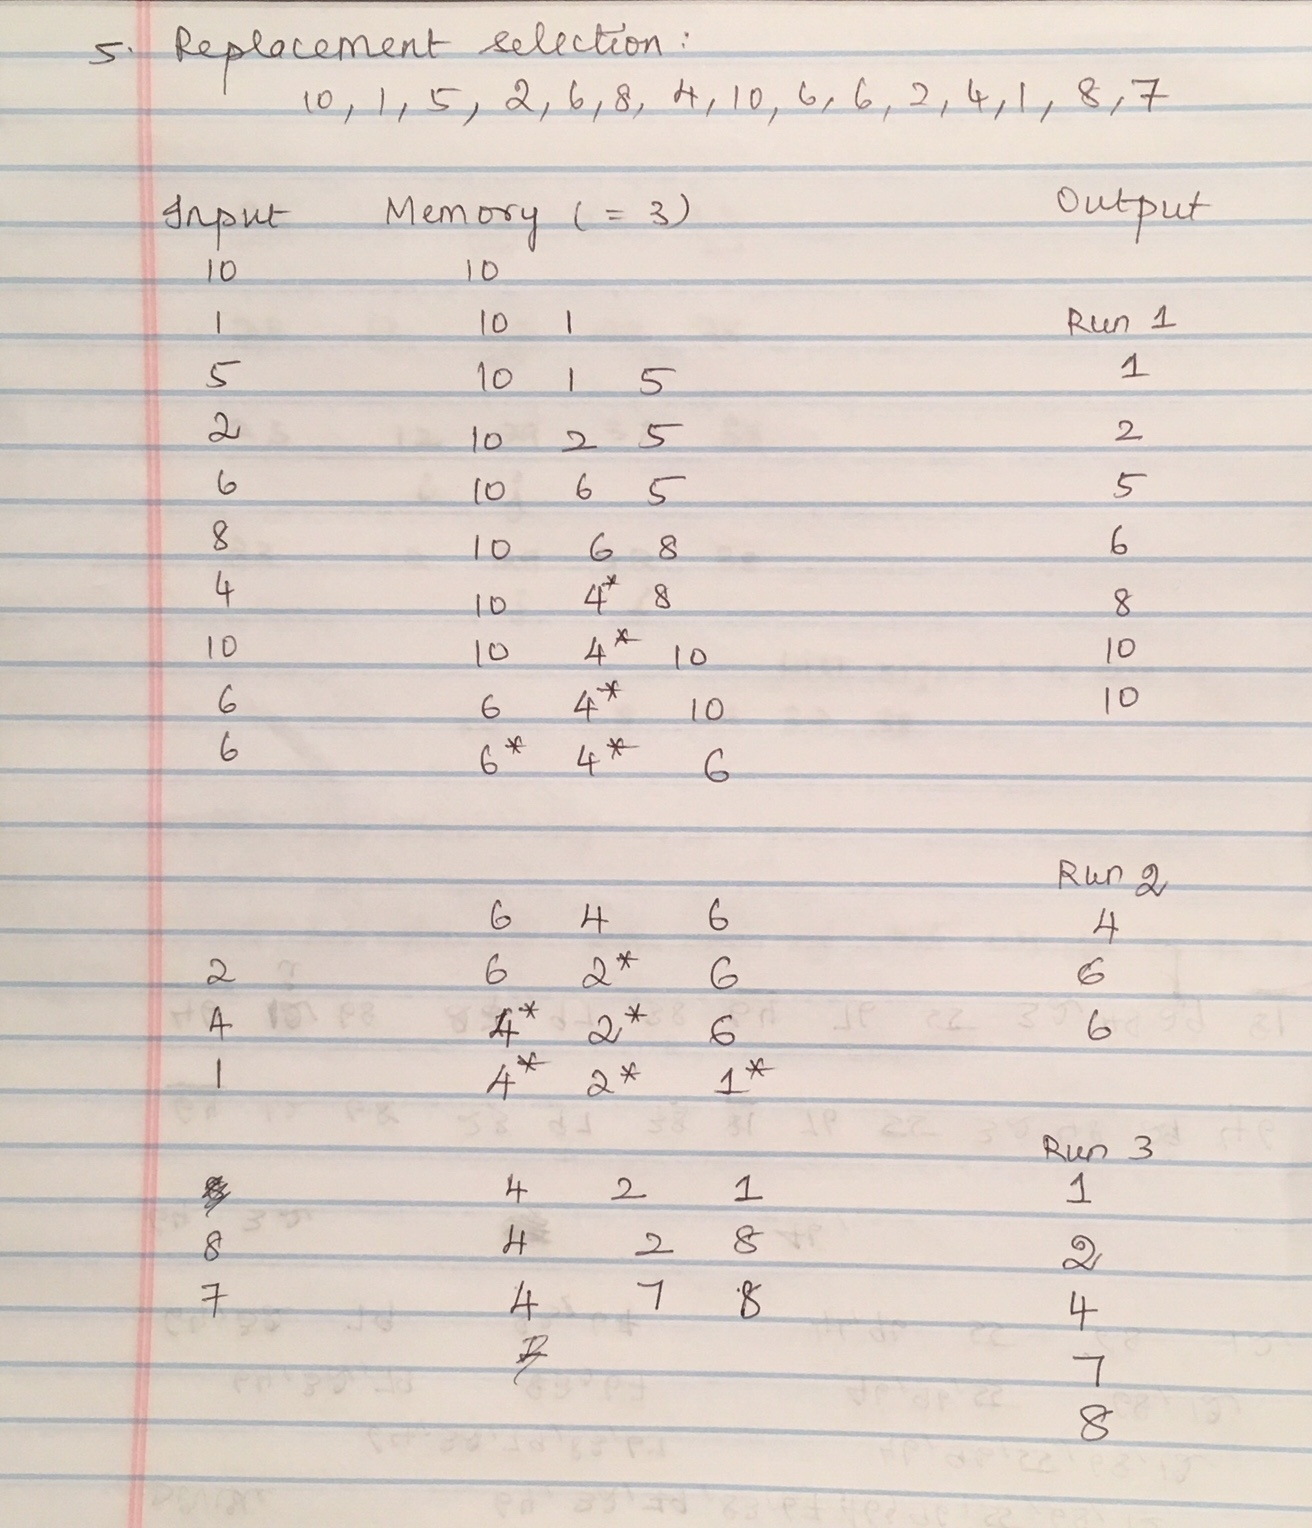 5. Replacement selection:
10, 1, 5, 2, 6, 8, 4, 10, 6, 6, 2, 4, 1, 8, 7
Input Memory (= 3) Output
10 10
1 10 1 Run 1
5 10 1 5 1
2 10 2 5 2
6 10 6 5 5
8 10 6 8 6
4 10 4* 8 8
10 10 4* 10 10
6 6 4* 10 10
6 6* 4* 6
Run 2
6 4 6 4
2 6 2* 6 6
4 4* 2* 6 6
1 4* 2* 1*
Run 3
4 2 1 1
8 4 2 8 2
7 4 7 8 4
7
8